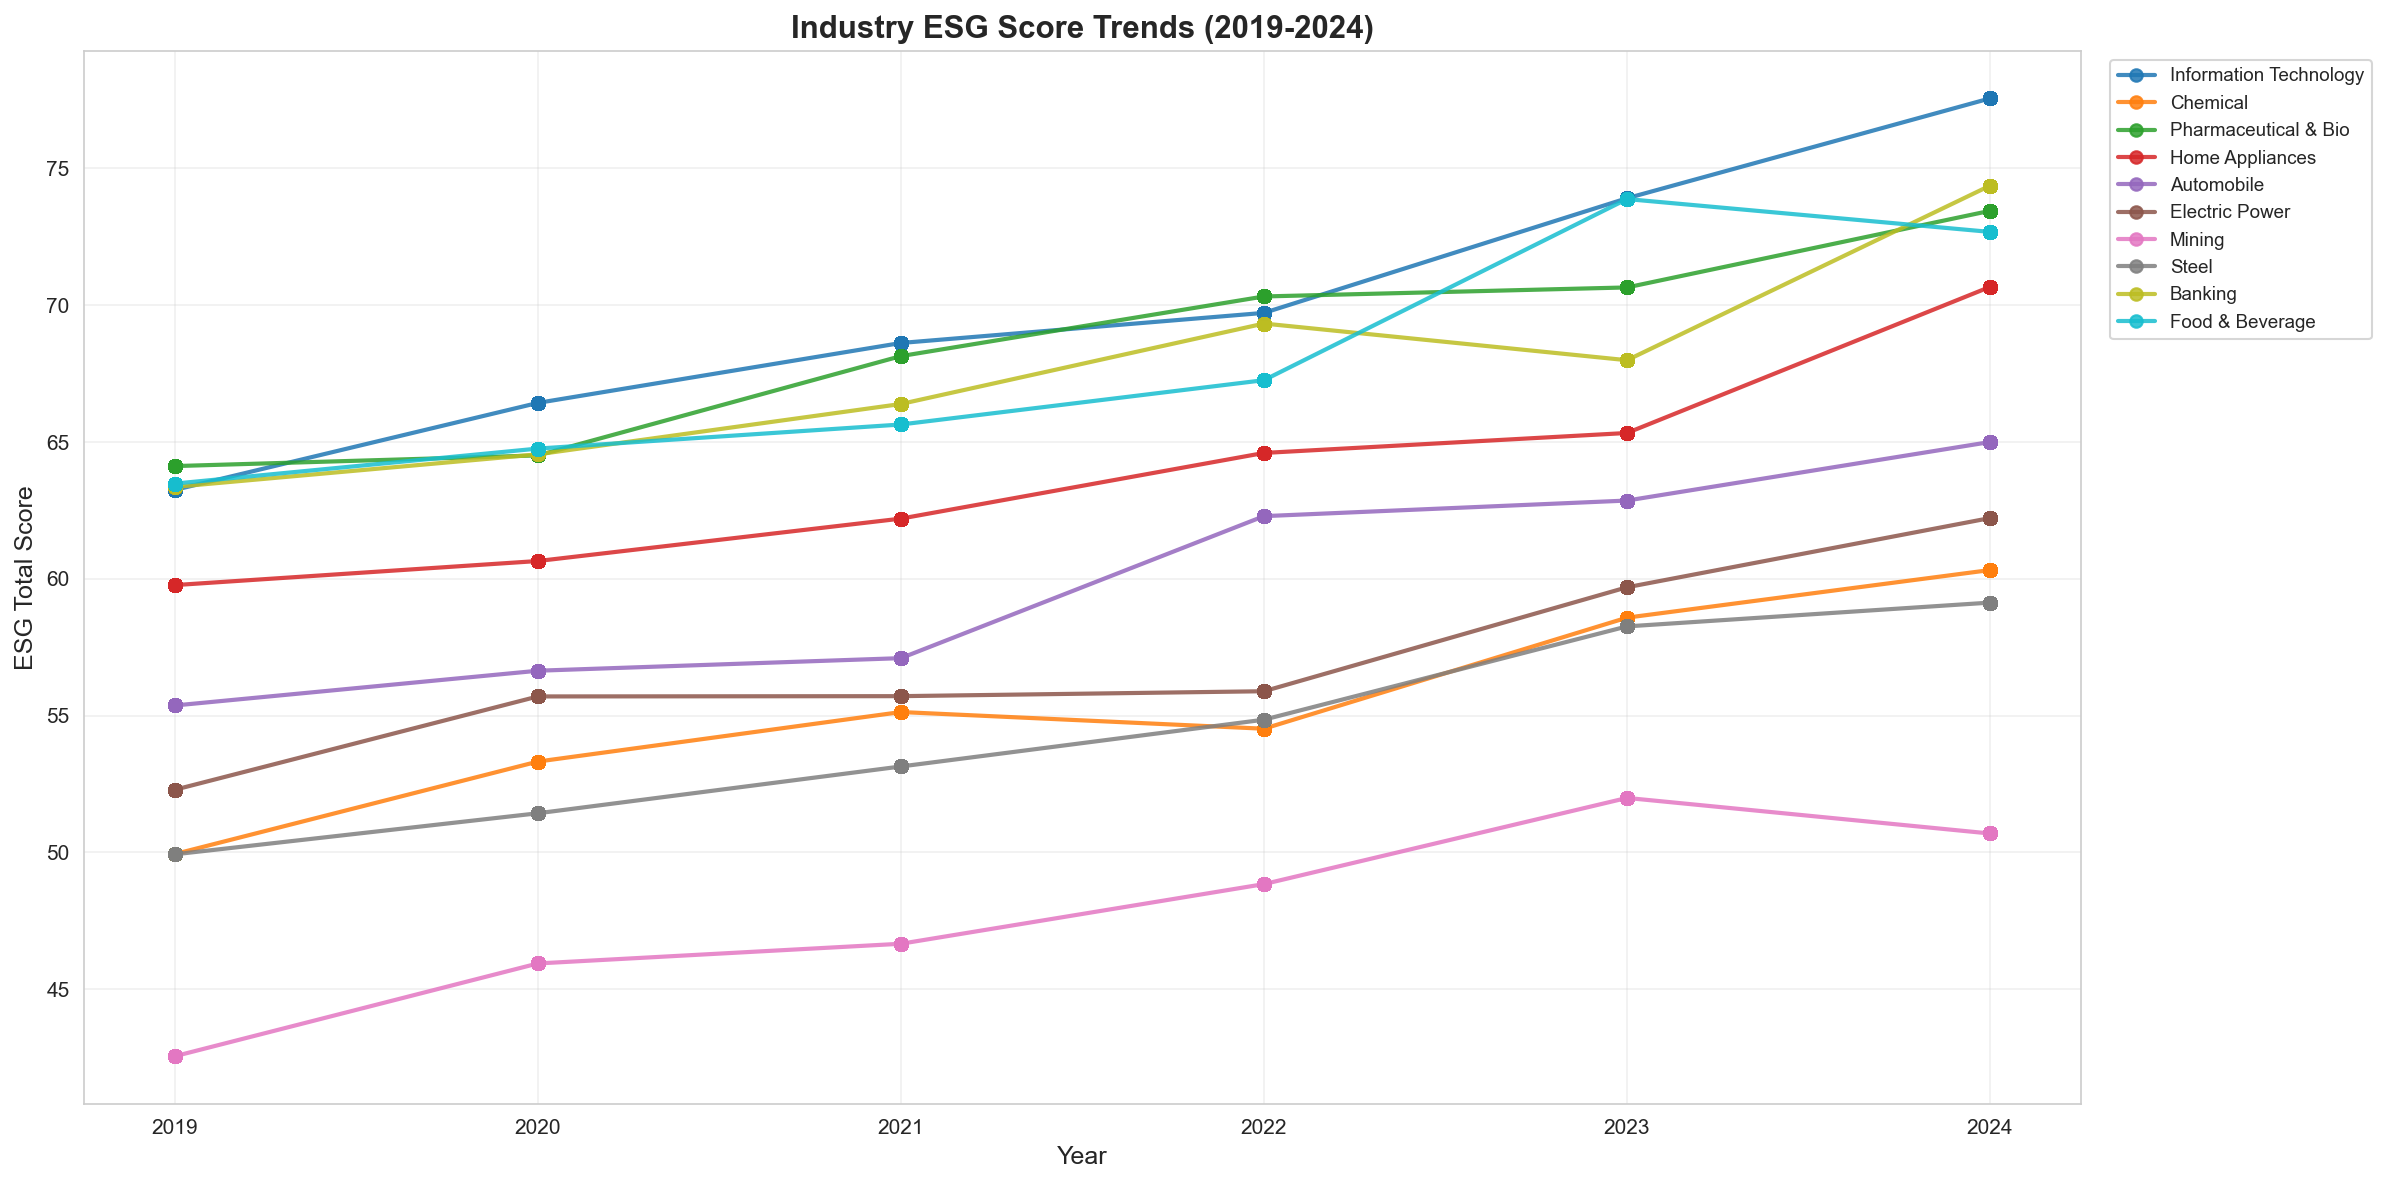 Industry ESG Score Trends (2019-2024)
ESG Total Score
75
70
65
60
55
50
45
2019
2020
2021
2022
2023
2024
Year
Information Technology
Chemical
Pharmaceutical & Bio
Home Appliances
Automobile
Electric Power
Mining
Steel
Banking
Food & Beverage